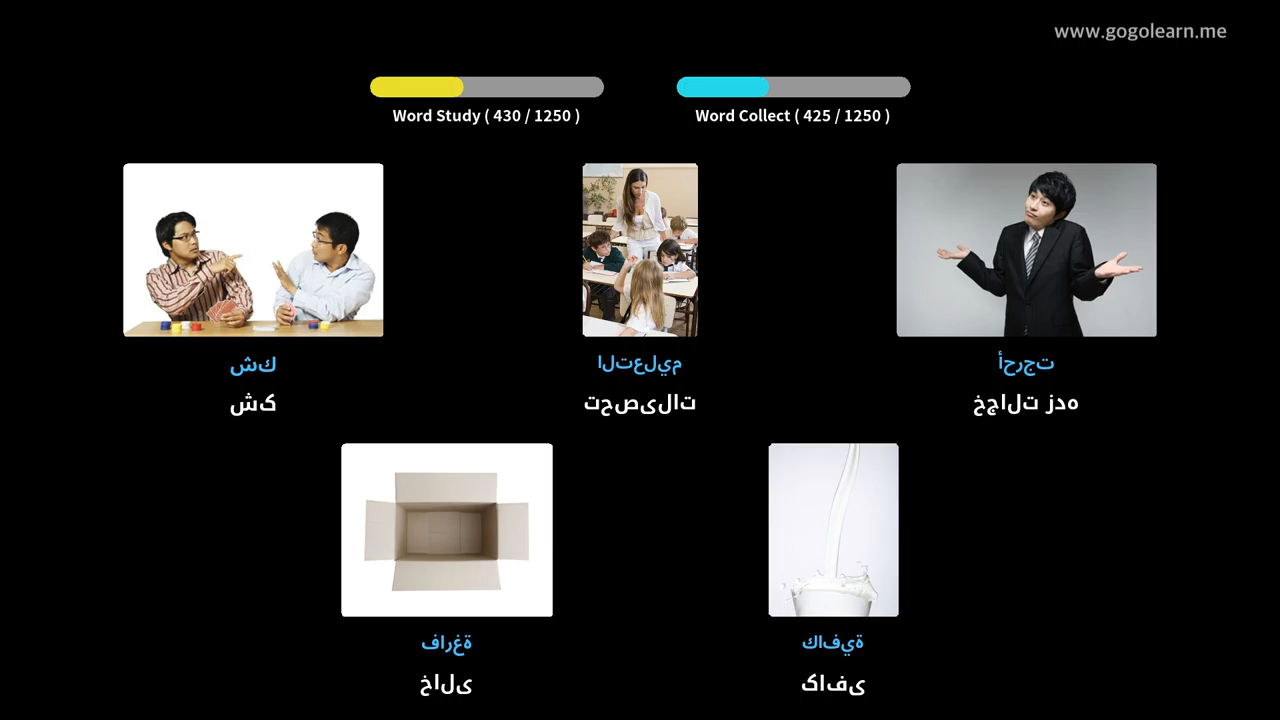 www.gogolearn.me
Word Study ( 430 / 1250 )
Word Collect ( 425 / 1250 )
شك
شک
التعليم
تحصیلات
أحرجت
خجالت زده
فارغة
خالی
كافية
کافی